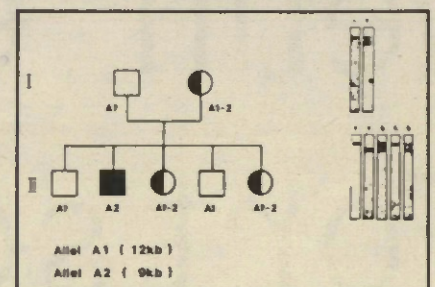 I
A1
A1-2
II
A1
A2
A1-2
A1
A1-2
Allel A1 ( 12kb )
Allel A2 ( 9kb )